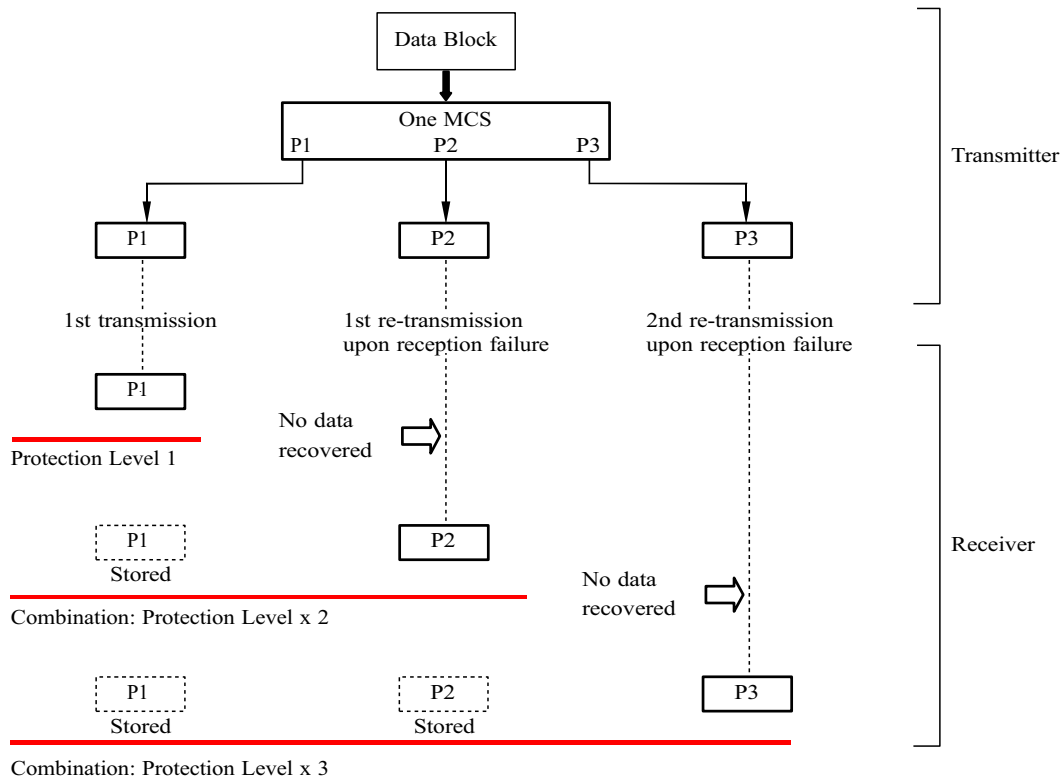 Data Block
One MCS
P1 P2 P3
Transmitter
P1 P2 P3
1st transmission
1st re-transmission
upon reception failure
2nd re-transmission
upon reception failure
P1
No data
recovered
Protection Level 1
P1
Stored
P2
Receiver
No data
recovered
Combination: Protection Level x 2
P1
Stored
P2
Stored
P3
Combination: Protection Level x 3